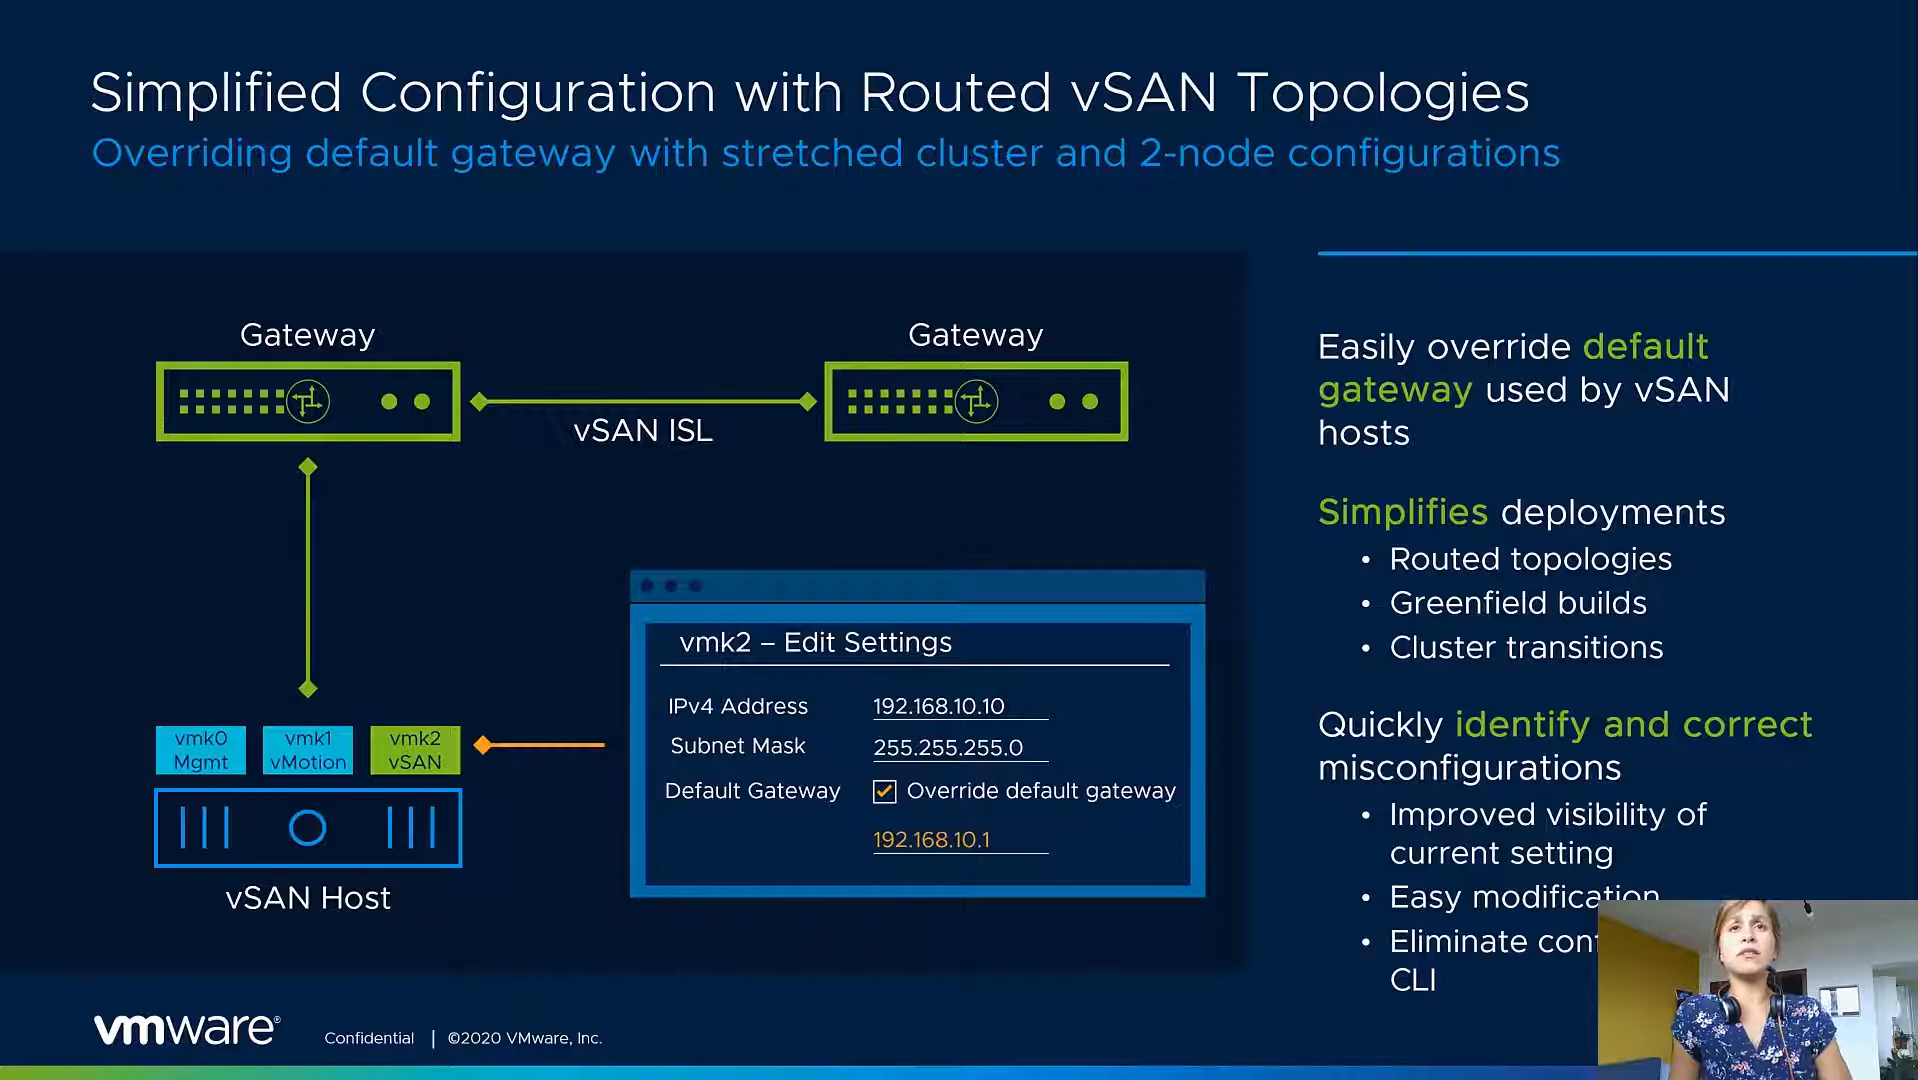 Simplified Configuration with Routed vSAN Topologies
Overriding default gateway with stretched cluster and 2-node configurations
Gateway
Gateway
vSAN ISL
vmk0
Mgmt
vmk1
vMotion
vmk2
vSAN
vSAN Host
vmk2 – Edit Settings
IPv4 Address 192.168.10.10
Subnet Mask 255.255.255.0
Default Gateway Override default gateway
192.168.10.1
Easily override default
gateway used by vSAN
hosts
Simplifies deployments
• Routed topologies
• Greenfield builds
• Cluster transitions
Quickly identify and correct
misconfigurations
• Improved visibility of
current setting
• Easy modification
• Eliminate
CLI
vmware®
Confidential | ©2020 VMware, Inc.